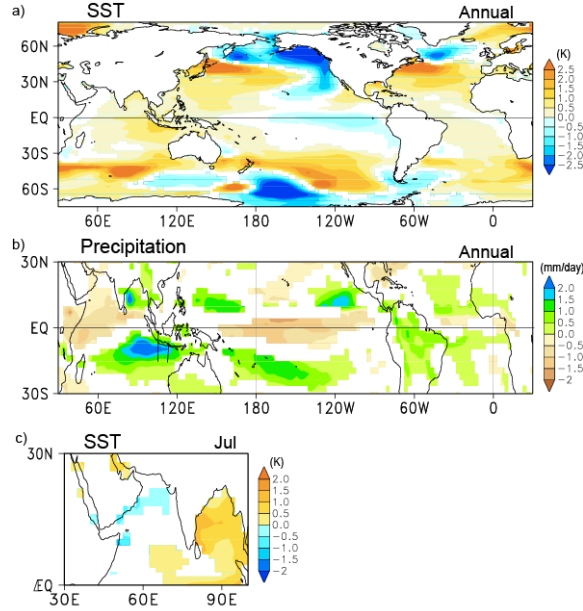 a) SST Annual
60N
30N
EQ
30S
60S
60E 120E 180 120W 60W 0
(K)
2.5
2.0
1.5
1.0
0.5
0.0
−0.5
−1.0
−1.5
−2.0
−2.5
b) Precipitation Annual
30N
EQ
30S
60E 120E 180 120W 60W 0
(mm/day)
2.0
1.5
1.0
0.5
0.0
−0.5
−1.0
−1.5
−2
c) SST Jul
30N
EQ
30E 60E 90E
(K)
2.0
1.5
1.0
0.5
0.0
−0.5
−1.0
−1.5
−2